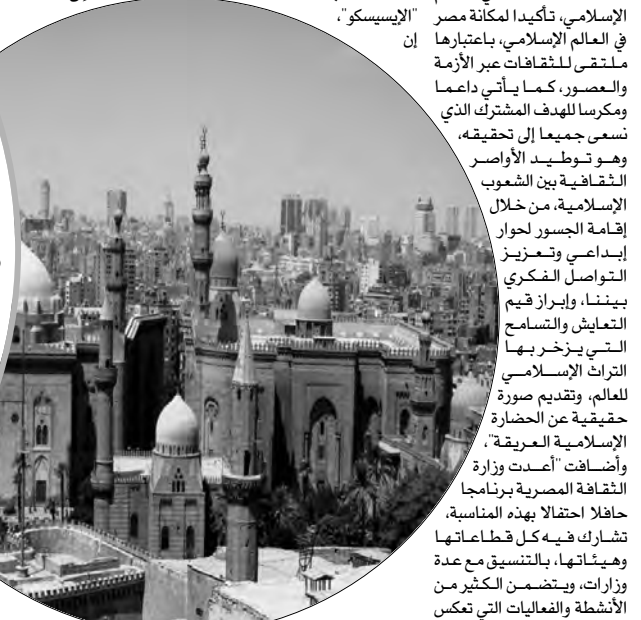 الإسلامي، تأكيدا لمكانة مصر
في العالم الإسلامي، باعتبارها
ملتقى للثقافات عبر الأزمة
والعصور، كما يأتي داعما
ومكرسا للهدف المشترك الذي
نسعى جميعا إلى تحقيقه،
وهو توطيد الأواصر
الثقافية بين الشعوب
الإسلامية، من خلال
إقامة الجسور لحوار
إبداعي وتعزيز
التواصل الفكري
بيننا، وإبراز قيم
التعايش والتسامح
التي يزخر بها
التراث الإسلامي
للعالم، وتقديم صورة
حقيقية عن الحضارة
الإسلامية العريقة"،
وأضافت "أعدت وزارة
الثقافة المصرية برنامجا
حافلا احتفالا بهذه المناسبة،
تشارك فيه كل قطاعاتها
وهيئاتها، بالتنسيق مع عدة
وزارات، ويتضمن الكثير من
الأنشطة والفعاليات التي تعكس
"الإيسيسكو"،
إن